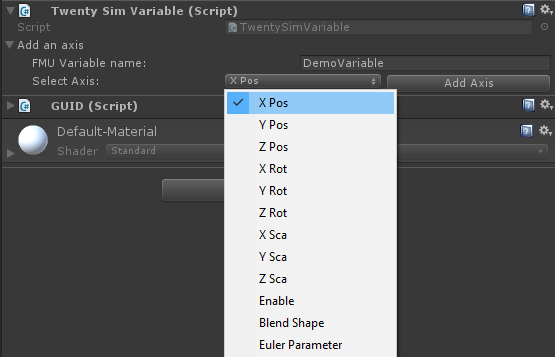 Twenty Sim Variable (Script)
Script TwentySimVariable
Add an axis
FMU Variable name: DemoVariable
Select Axis: X Pos Add Axis
X Pos
GUID (Script)
Y Pos
Default-Material
Z Pos
Shader Standard
X Rot
Y Rot
Z Rot
X Sca
Y Sca
Z Sca
Enable
Blend Shape
Euler Parameter